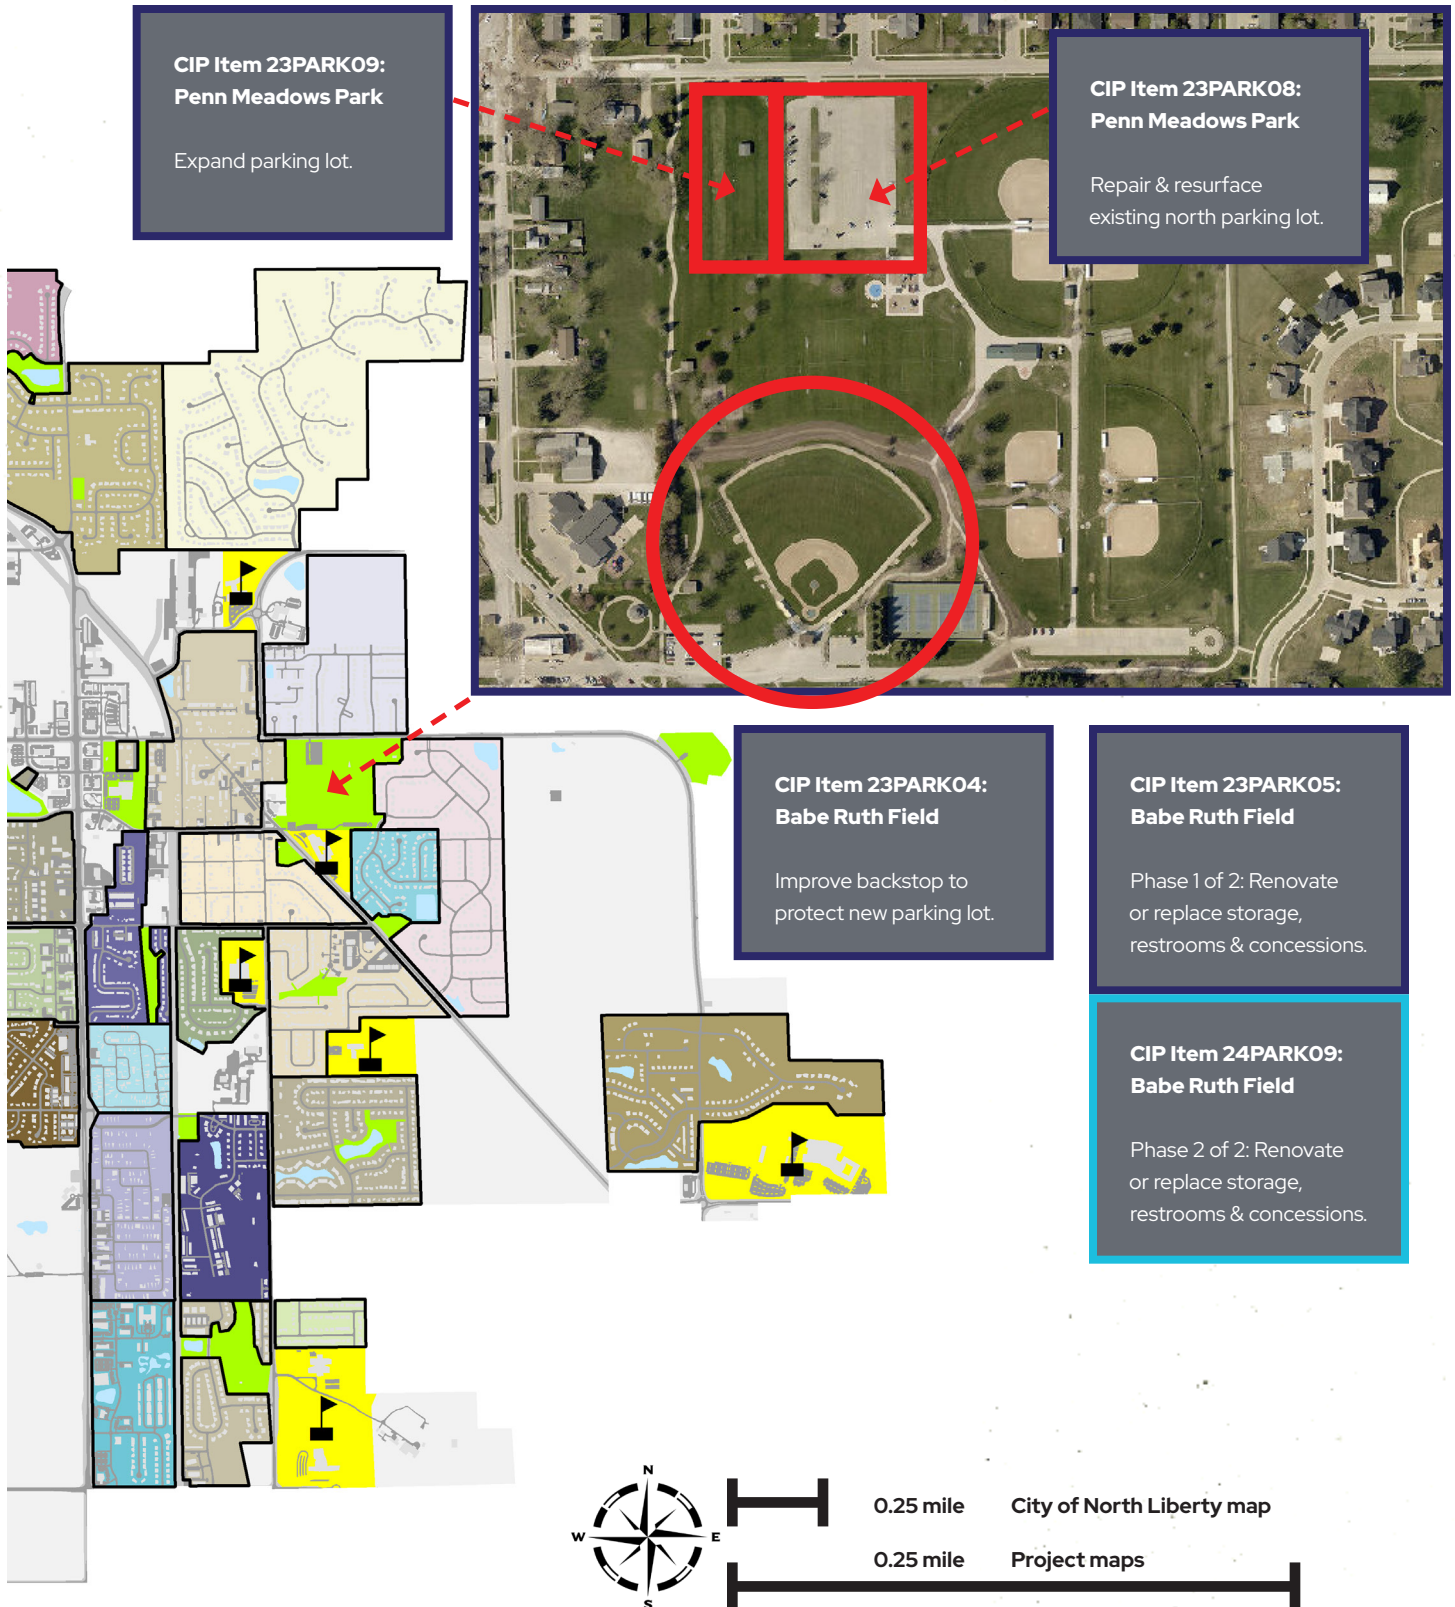 CIP Item 23PARK09:
Penn Meadows Park
Expand parking lot.
CIP Item 23PARK08:
Penn Meadows Park
Repair & resurface
existing north parking lot.
CIP Item 23PARK04:
Babe Ruth Field
Improve backstop to
protect new parking lot.
CIP Item 23PARK05:
Babe Ruth Field
Phase 1 of 2: Renovate
or replace storage,
restrooms & concessions.
CIP Item 24PARK09:
Babe Ruth Field
Phase 2 of 2: Renovate
or replace storage,
restrooms & concessions.
N
W
E
S
0.25 mile City of North Liberty map
0.25 mile Project maps